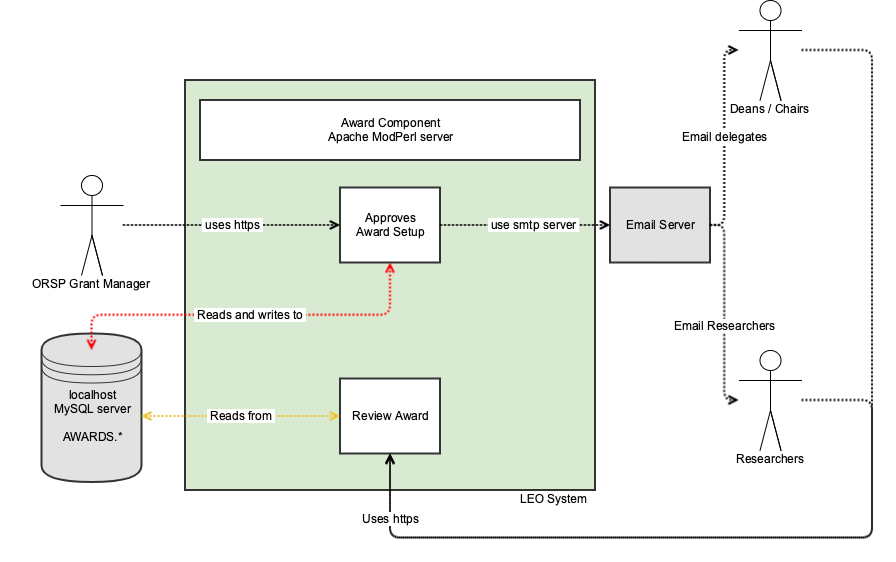 Deans / Chairs
Email delegates
Award Component
Apache ModPerl server
ORSP Grant Manager
uses https
Approves
Award Setup
use smtp server
Email Server
Reads and writes to
Email Researchers
localhost
MySQL server
AWARDS.*
Reads from
Review Award
Researchers
LEO System
Uses https